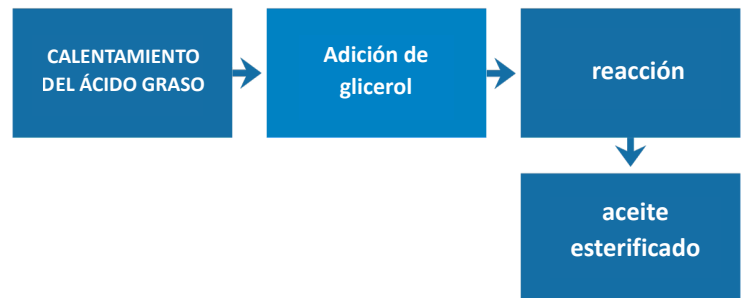 CALENTAMIENTO
DEL ÁCIDO GRASO
Adición de
glicerol
reacción
aceite
esterificado